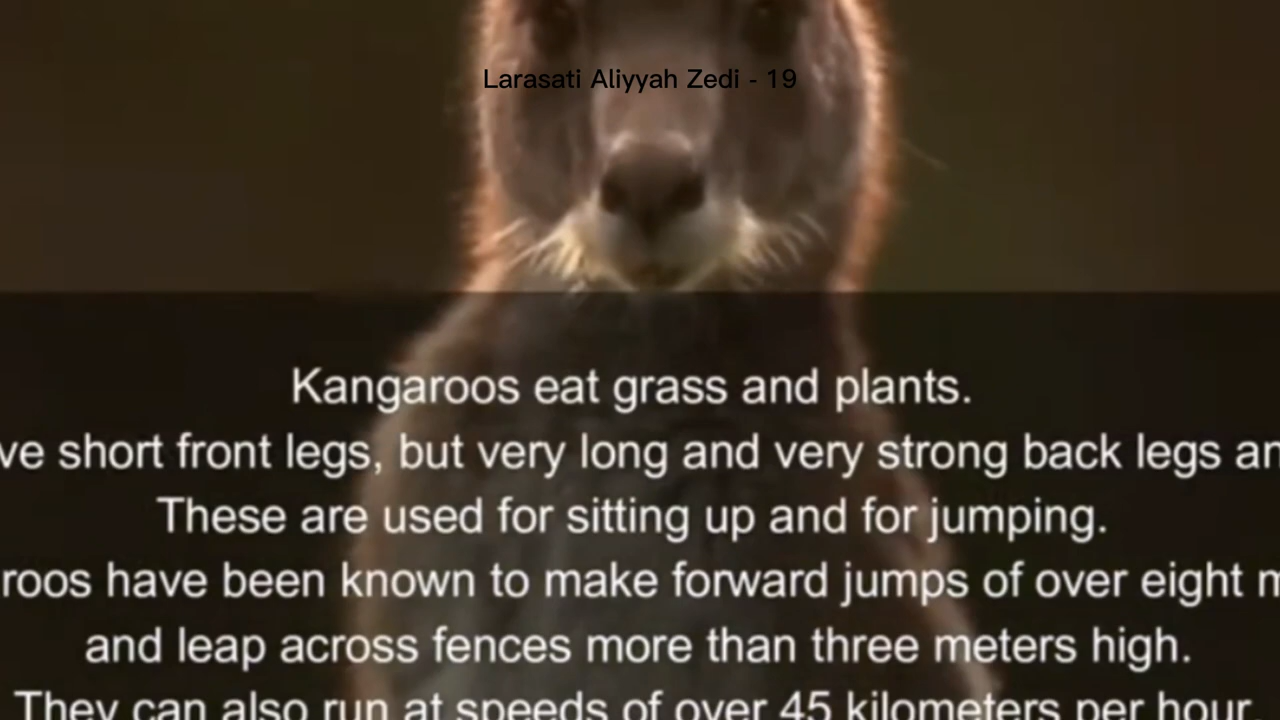 Larasati Aliyyah Zedi - 19
Kangaroos eat grass and plants.
ve short front legs, but very long and very strong back legs an
These are used for sitting up and for jumping.
roos have been known to make forward jumps of over eight m
and leap across fences more than three meters high.
They can also run at speeds of over 45 kilometers per hour